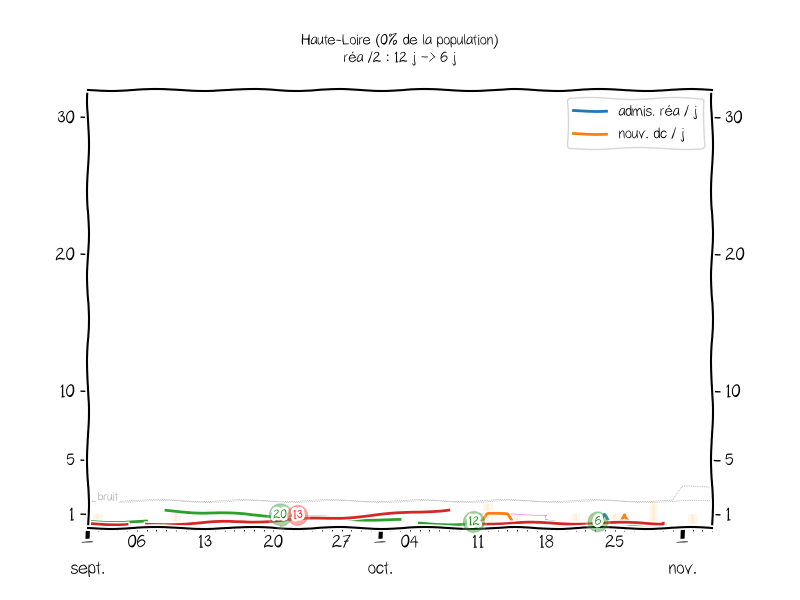 Haute-Loire (0% de la population)
réa /2 : 12 j -> 6 j
admis. réa / j
nouv. dc / j
30
30
20
20
10
10
5
5
bruit
1
1
20
13
12
6
06
13
20
27
04
11
18
25
sept.
oct.
nov.